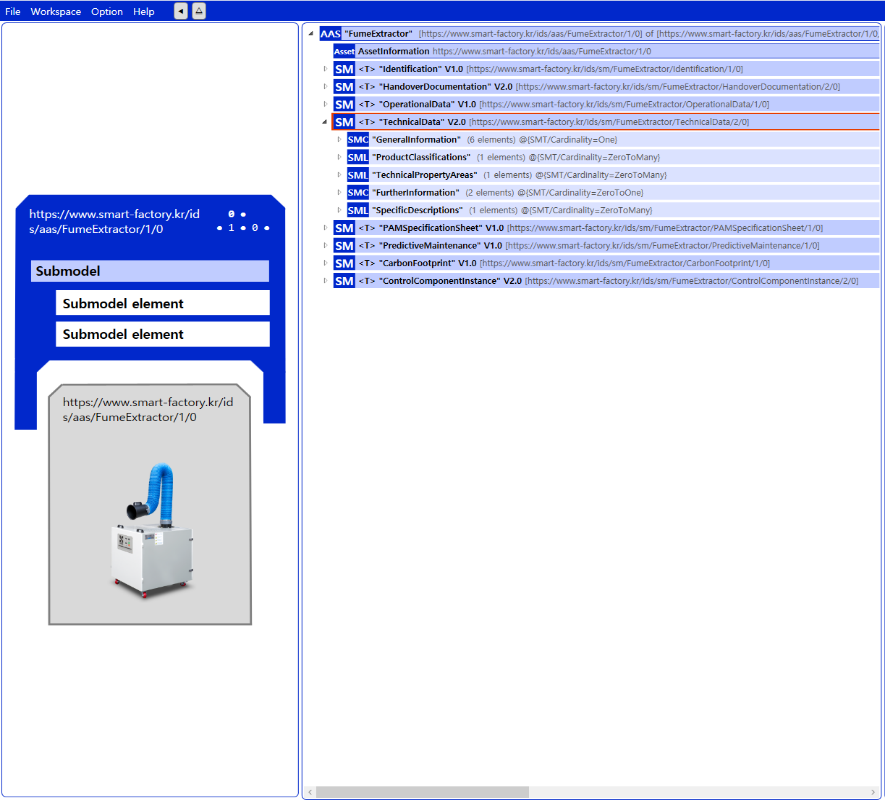 File Workspace Option Help
https://www.smart-factory.kr/id
s/aas/FumeExtractor/1/0
0
1 0
Submodel
Submodel element
Submodel element
https://www.smart-factory.kr/id
s/aas/FumeExtractor/1/0
AAS "FumeExtractor" [https://www.smart-factory.kr/ids/aas/FumeExtractor/1/0] of [https://www.smart-factory.kr/ids/aas/FumeExtractor/1/0
Asset AssetInformation https://www.smart-factory.kr/ids/aas/FumeExtractor/1/0
SM <T> "Identification" V1.0 [https://www.smart-factory.kr/ids/sm/FumeExtractor/Identification/1/0]
SM <T> "HandoverDocumentation" V2.0 [https://www.smart-factory.kr/ids/sm/FumeExtractor/HandoverDocumentation/2/0]
SM <T> "OperationalData" V1.0 [https://www.smart-factory.kr/ids/sm/FumeExtractor/OperationalData/1/0]
SM <T> "TechnicalData" V2.0 [https://www.smart-factory.kr/ids/sm/FumeExtractor/TechnicalData/2/0]
SMC "GeneralInformation" (6 elements) @{SMT/Cardinality=One}
SML "ProductClassifications" (1 elements) @{SMT/Cardinality=ZeroToMany}
SML "TechnicalPropertyAreas" (1 elements) @{SMT/Cardinality=ZeroToMany}
SMC "FurtherInformation" (2 elements) @{SMT/Cardinality=ZeroToOne}
SML "SpecificDescriptions" (1 elements) @{SMT/Cardinality=ZeroToMany}
SM <T> "PAMSpecificationSheet" V1.0 [https://www.smart-factory.kr/ids/sm/FumeExtractor/PAMSpecificationSheet/1/0]
SM <T> "PredictiveMaintenance" V1.0 [https://www.smart-factory.kr/ids/sm/FumeExtractor/PredictiveMaintenance/1/0]
SM <T> "CarbonFootprint" V1.0 [https://www.smart-factory.kr/ids/sm/FumeExtractor/CarbonFootprint/1/0]
SM <T> "ControlComponentInstance" V2.0 [https://www.smart-factory.kr/ids/sm/FumeExtractor/ControlComponentInstance/2/0]